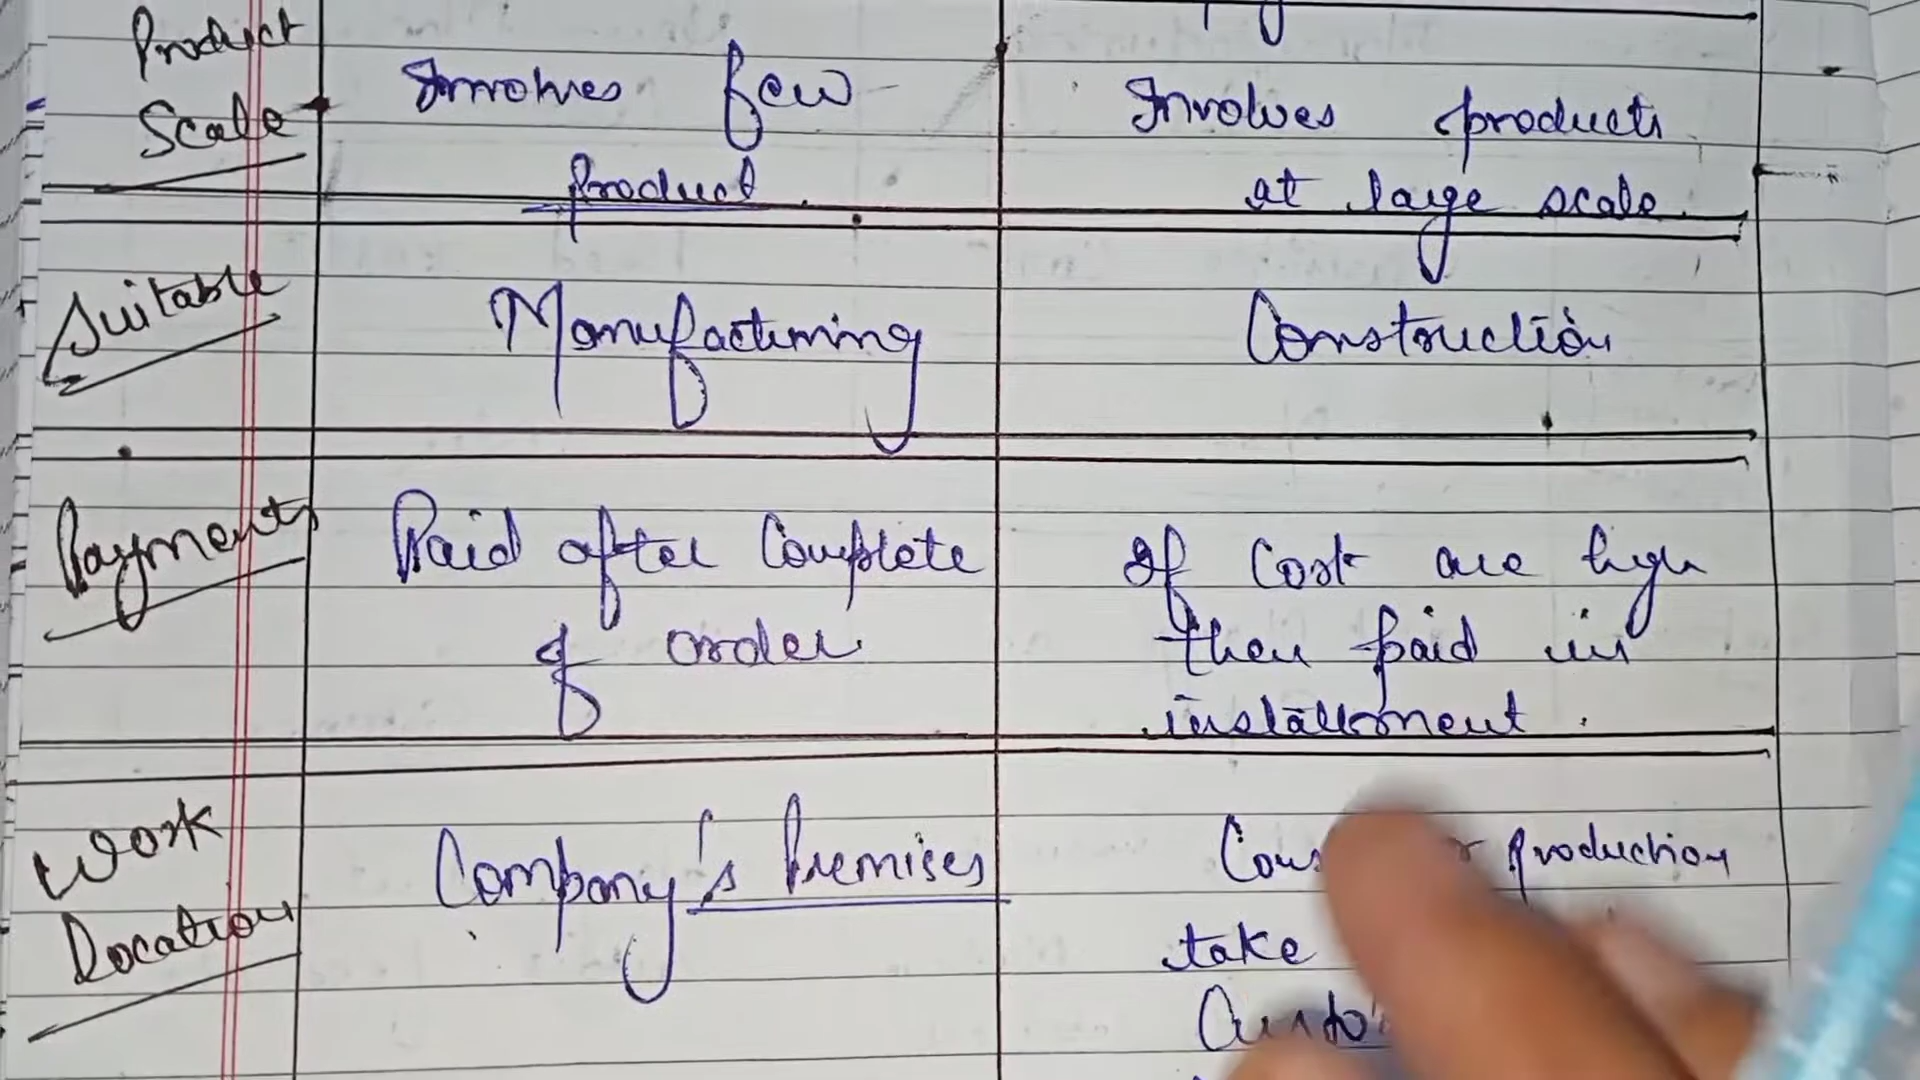 Product
Scale
Involves few
product.
Involves products
at large scale.
Suitable
Manufacturing
Construction
Payments
Paid after Complete
of order.
If Cost are high
then paid in
installment.
Work
Location
Company's Premises
production
take